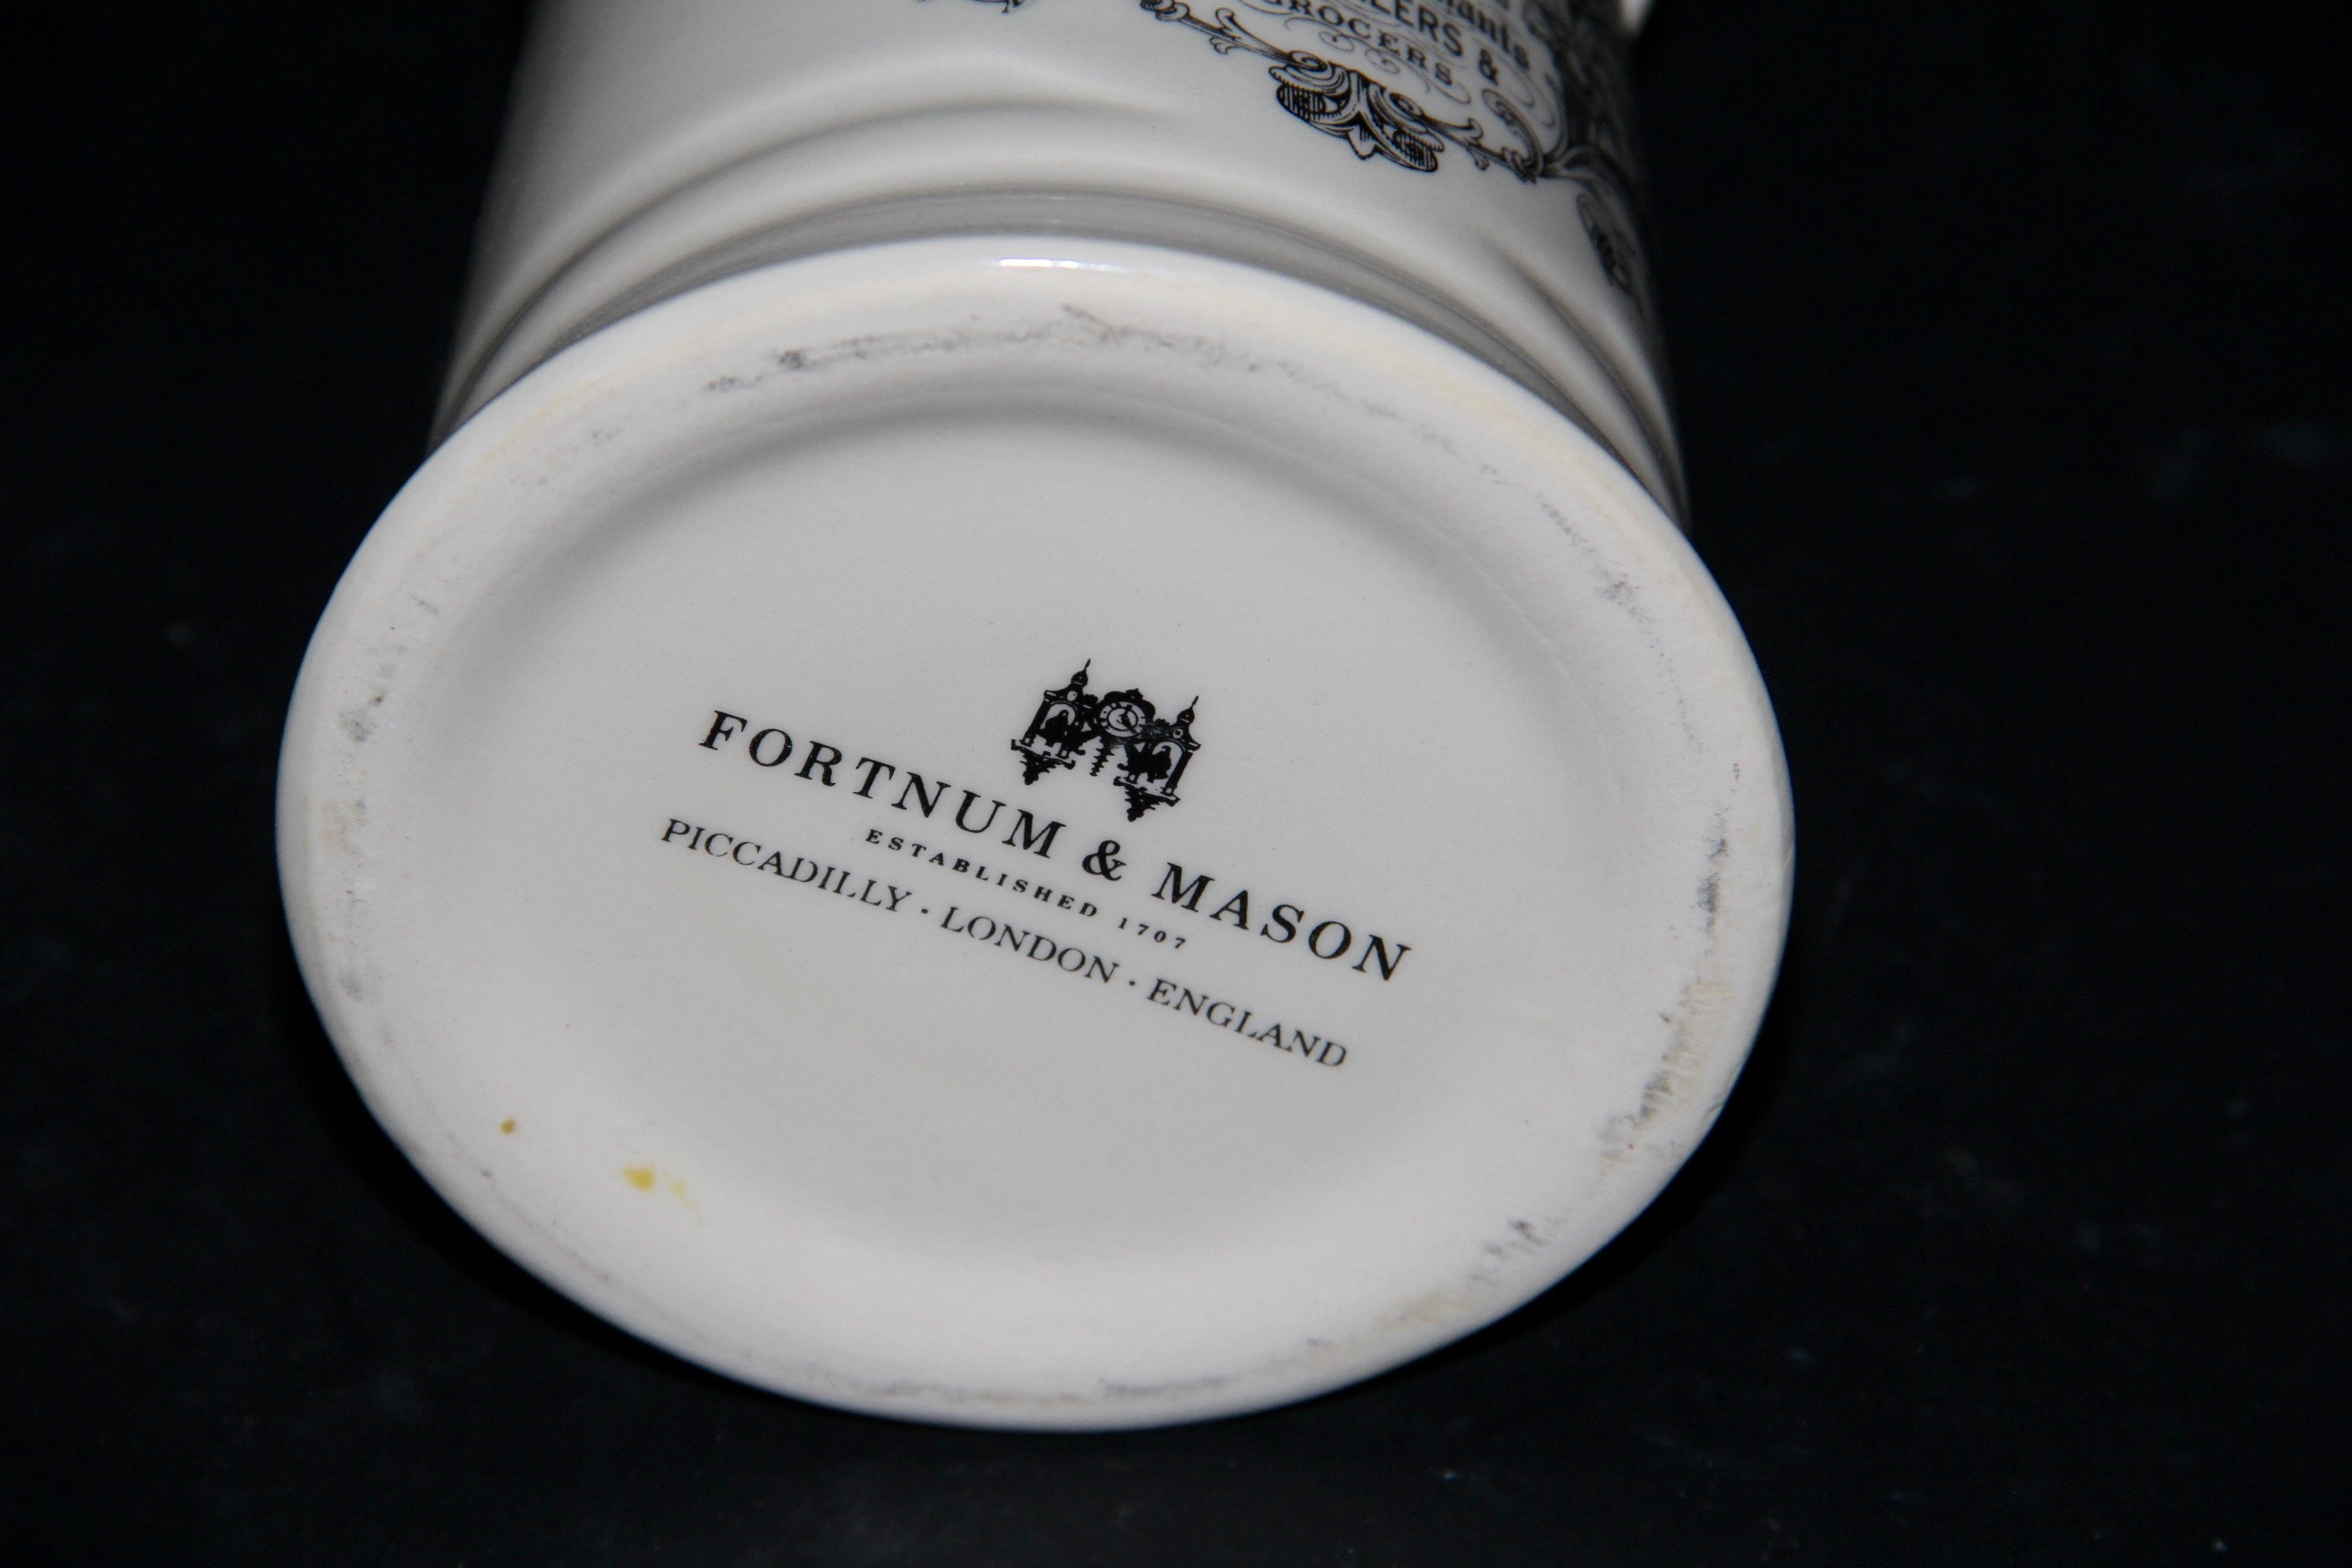 & 
GROCERS.
FORTNUM & MASON
ESTABLISHED 1707
PICCADILLY · LONDON · ENGLAND